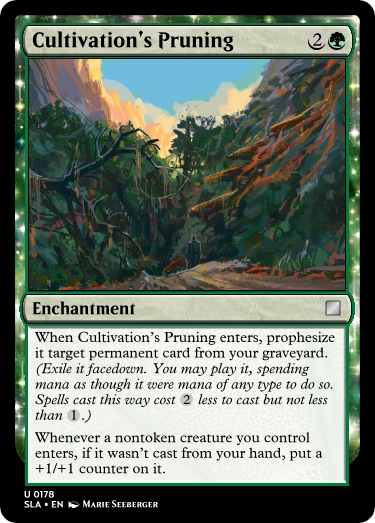 Cultivation's Pruning 2
Enchantment
When Cultivation's Pruning enters, prophesize
it target permanent card from your graveyard.
(Exile it facedown. You may play it, spending
mana as though it were mana of any type to do so.
Spells cast this way cost 2 less to cast but not less
than 1.)
Whenever a nontoken creature you control
enters, if it wasn't cast from your hand, put a
+1/+1 counter on it.
U 0178
SLA • EN Marie Seeberger